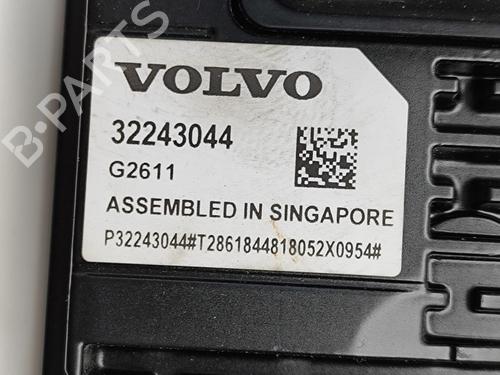 B-PARTS
VOLVO
32243044
G2611
ASSEMBLED IN SINGAPORE
P32243044#T2861844818052X0954#